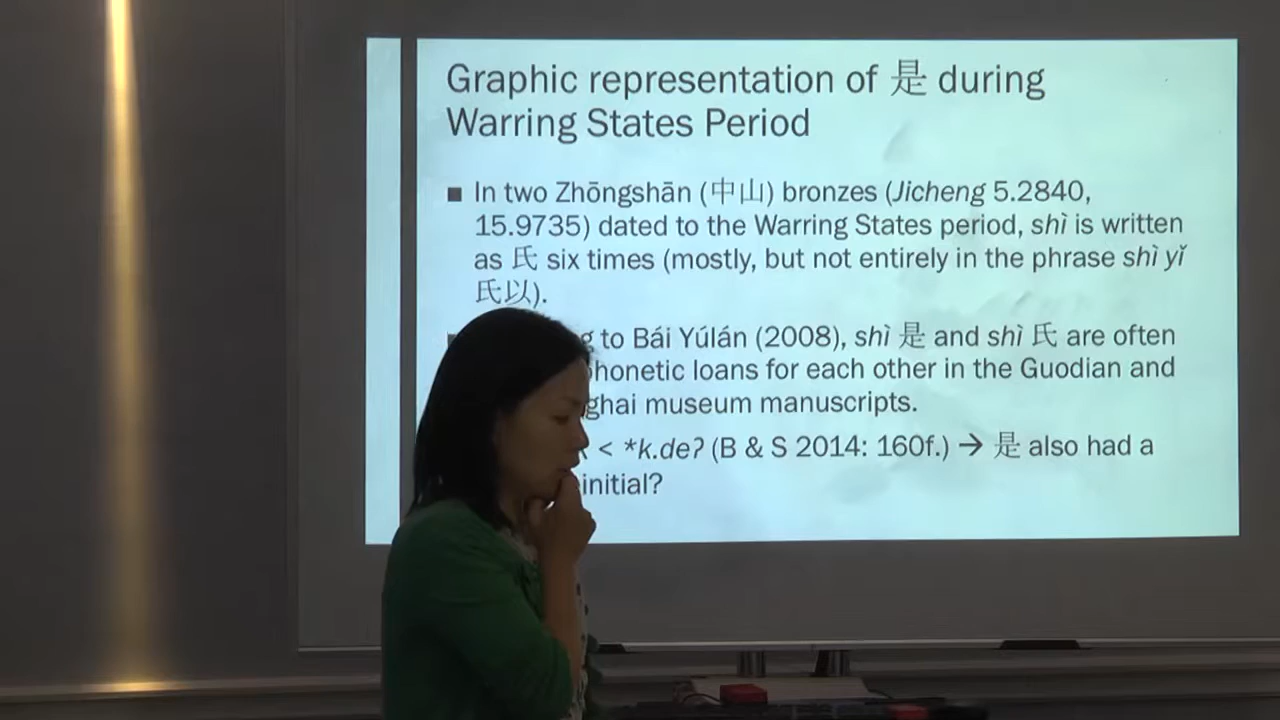 Graphic representation of 是 during
Warring States Period
In two Zhōngshān (中山) bronzes (Jicheng 5.2840,
15.9735) dated to the Warring States period, shì is written
as 氏 six times (mostly, but not entirely in the phrase shì yǐ
氏以).
to Bái Yúlán (2008), shì 是 and shì 氏 are often
phonetic loans for each other in the Guodian and
museum manuscripts.
< *k.deʔ (B & S 2014: 160f.) → 是 also had a
initial?